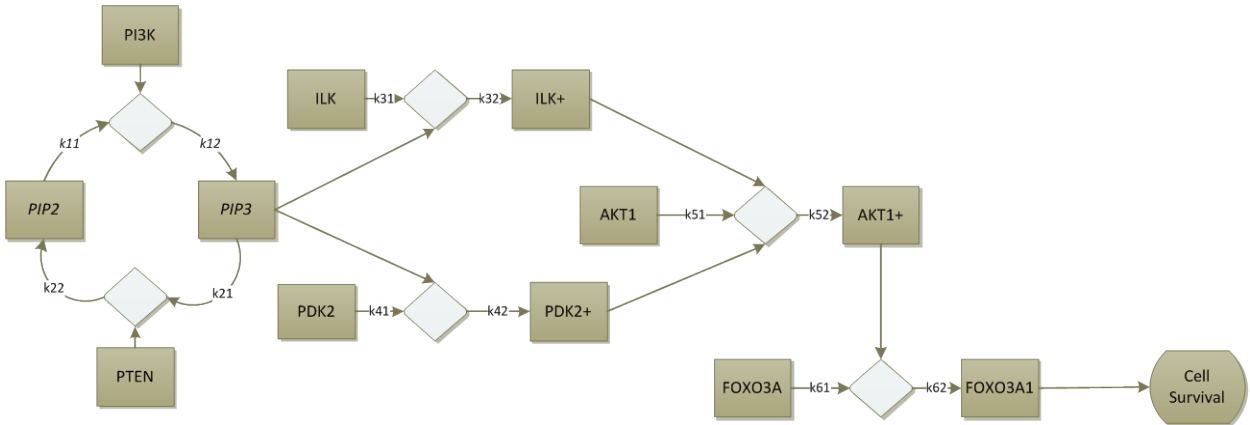 PI3K
k11
k12
PIP2
PIP3
k22
k21
PTEN
ILK
k31
k32
ILK+
PDK2
k41
k42
PDK2+
AKT1
k51
k52
AKT1+
FOXO3A
k61
k62
FOXO3A1
Cell
Survival